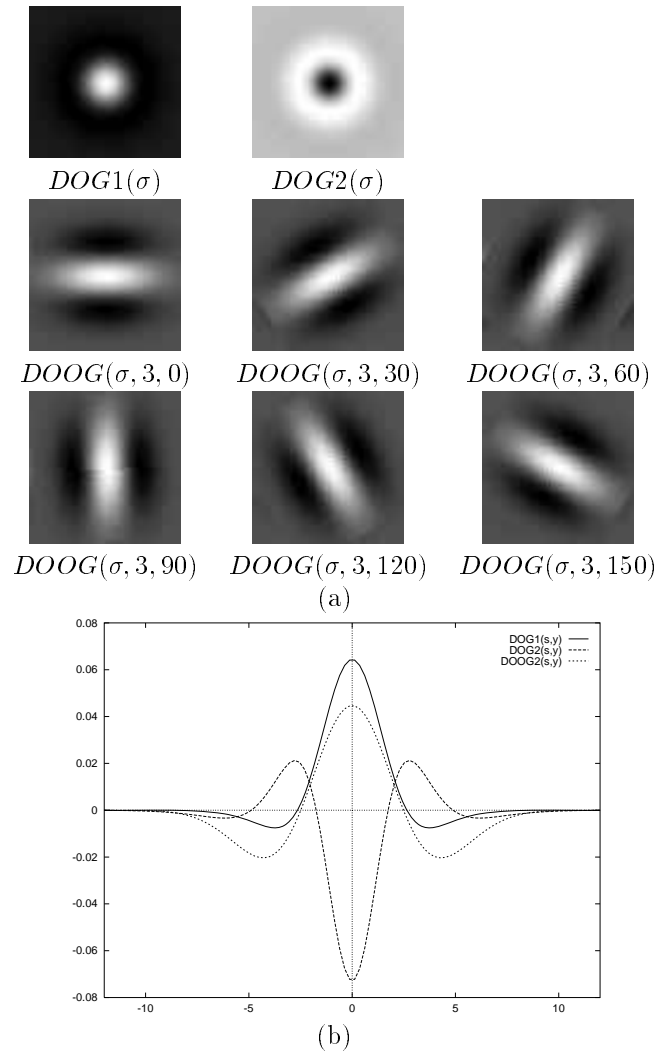 DOG1(σ) DOG2(σ)
DOOG(σ, 3, 0) DOOG(σ, 3, 30) DOOG(σ, 3, 60)
DOOG(σ, 3, 90) DOOG(σ, 3, 120) DOOG(σ, 3, 150)
(a)
0.08
DOG1(s,y)
DOG2(s,y)
DOOG2(s,y)
0.06
0.04
0.02
0
-0.02
-0.04
-0.06
-0.08
-10 -5 0 5 10
(b)